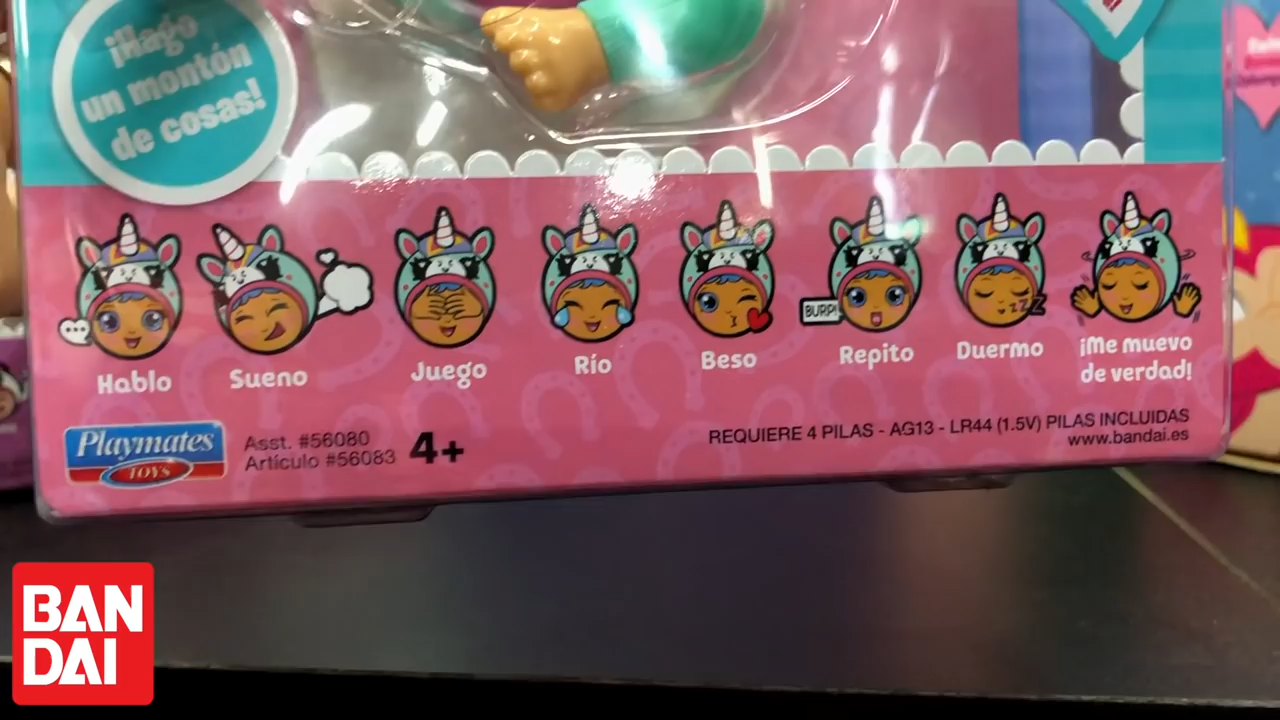 ¡Hago
un montón
de cosas!
Hablo
Sueno
Juego
Río
Beso
BURP!
Repito
zZZ
Duermo
¡Me muevo
de verdad!
Playmates
TOYS
Asst. #56080
Artículo #56083
4+
REQUIERE 4 PILAS - AG13 - LR44 (1.5V) PILAS INCLUIDAS
www.bandai.es
BAN
DAI